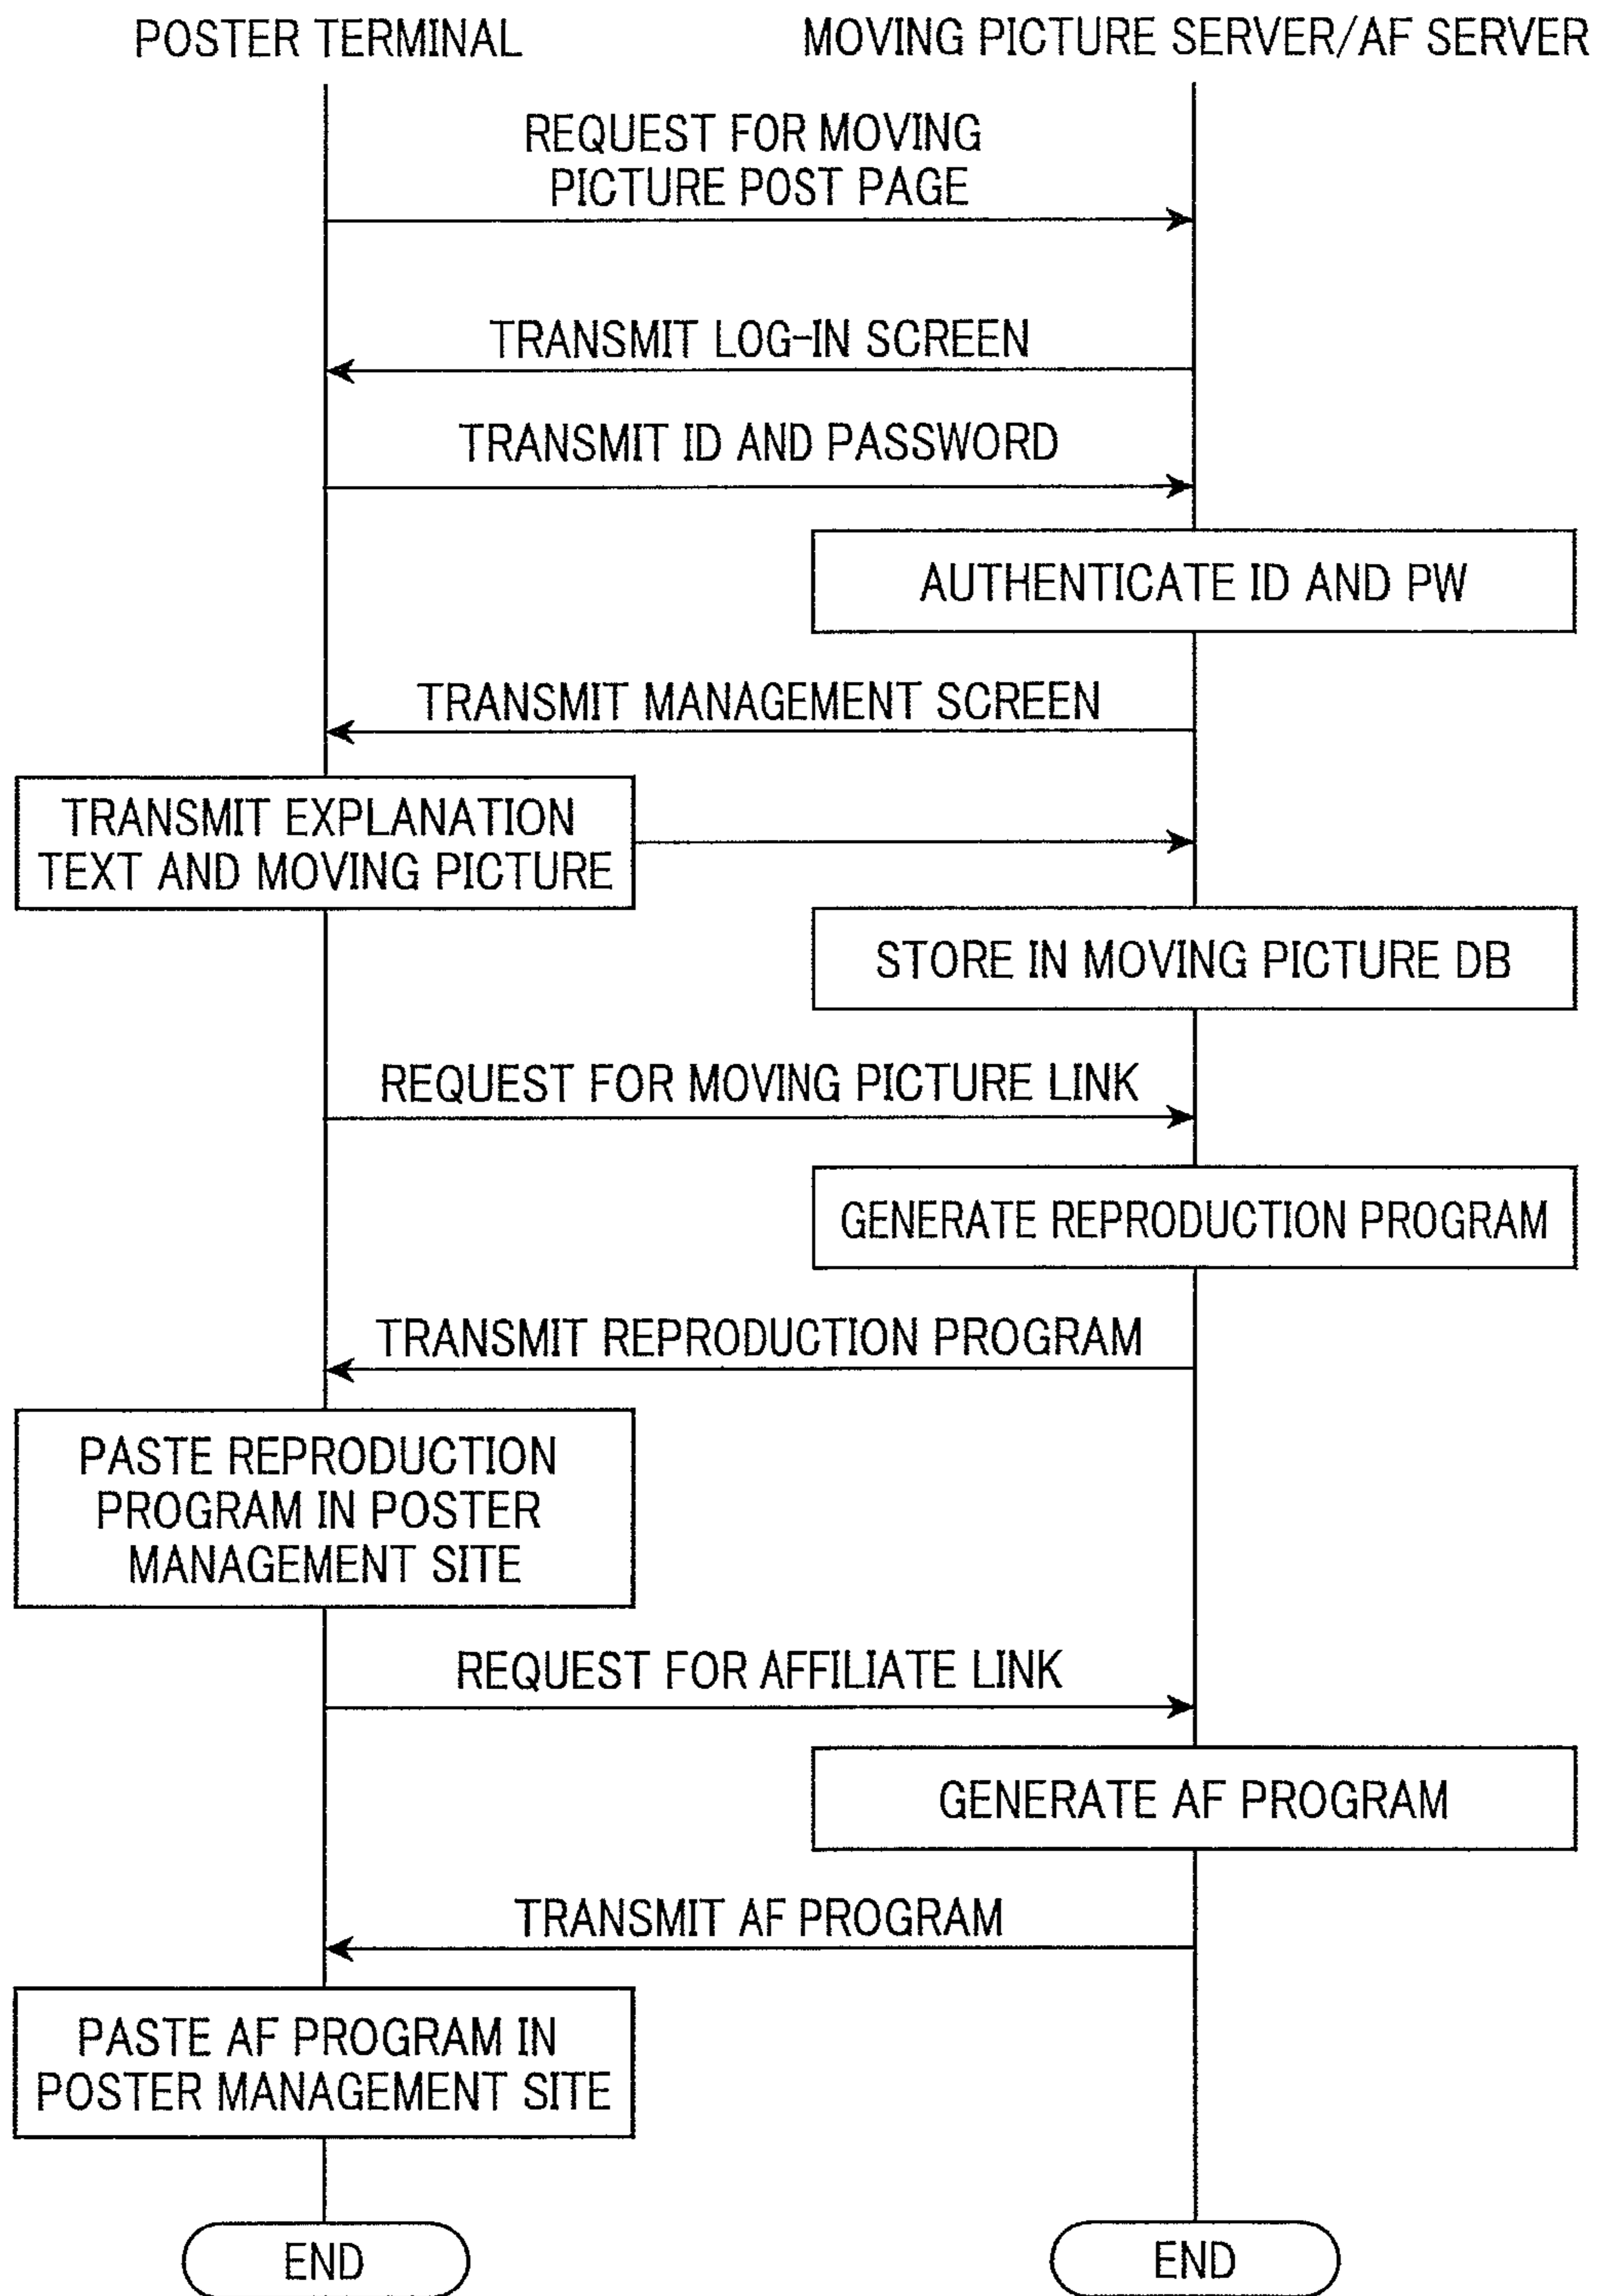 POSTER TERMINAL
MOVING PICTURE SERVER/AF SERVER
REQUEST FOR MOVING
PICTURE POST PAGE
TRANSMIT LOG-IN SCREEN
TRANSMIT ID AND PASSWORD
AUTHENTICATE ID AND PW
TRANSMIT MANAGEMENT SCREEN
TRANSMIT EXPLANATION
TEXT AND MOVING PICTURE
STORE IN MOVING PICTURE DB
REQUEST FOR MOVING PICTURE LINK
GENERATE REPRODUCTION PROGRAM
TRANSMIT REPRODUCTION PROGRAM
PASTE REPRODUCTION
PROGRAM IN POSTER
MANAGEMENT SITE
REQUEST FOR AFFILIATE LINK
GENERATE AF PROGRAM
TRANSMIT AF PROGRAM
PASTE AF PROGRAM IN
POSTER MANAGEMENT SITE
END
END